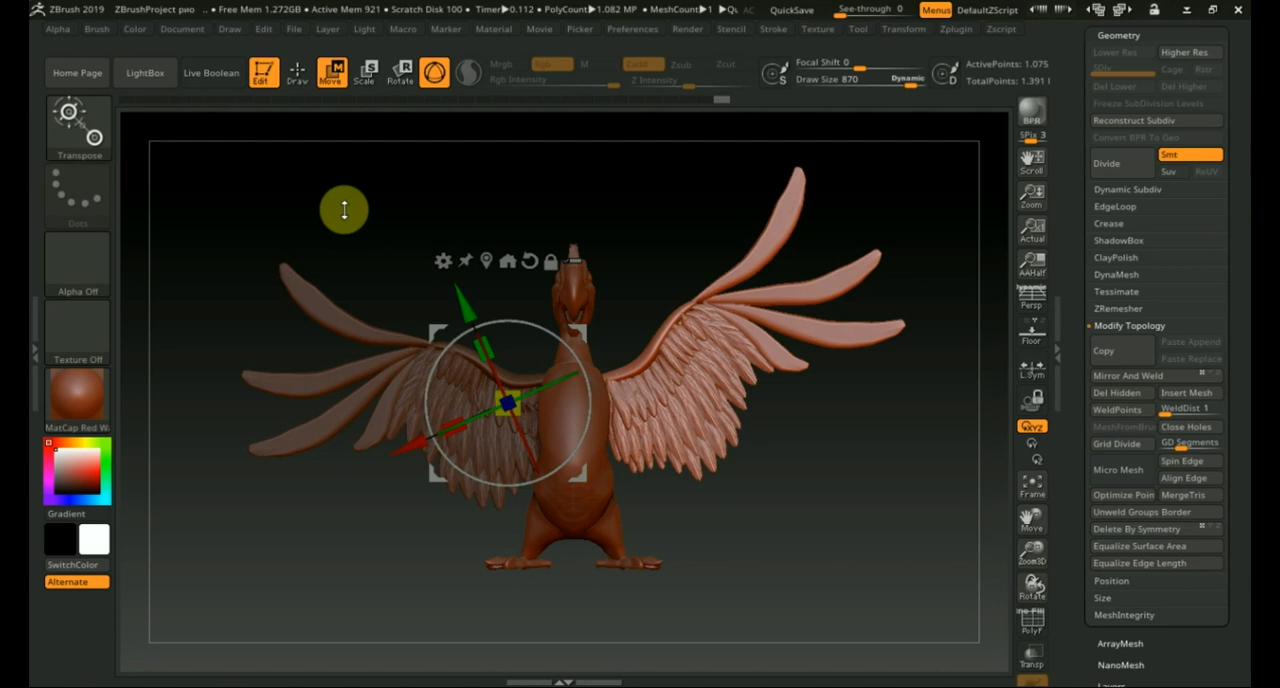 ZBrush 2019 ZBrushProject рио .. • Free Mem 1.272GB • Active Mem 921 • Scratch Disk 100 • Timer▶0.112 • PolyCount▶1.082 MP • MeshCount▶1 AC QuickSave See-through 0 Menus DefaultZScript
Alpha Brush Color Document Draw Edit File Layer Light Macro Marker Material Movie Picker Preferences Render Stencil Stroke Texture Tool Transform Zplugin Zscript
Home Page LightBox Live Boolean Edit Draw Move Scale Rotate
Mrgb Rgb M Zadd Zsub Zcut
Rgb Intensity Z Intensity
S Focal Shift 0
Draw Size 870 Dynamic
D ActivePoints: 1.075
TotalPoints: 1.391
Transpose
Dots
Alpha Off
Texture Off
MatCap Red W
Gradient
SwitchColor
Alternate
BPR
SPix 3
Scroll
Zoom
Actual
AAHalf
Dynamic
Persp
Floor
L.Sym
XYZ
Frame
Move
Zoom3D
Rotate
Line Fill
PolyF
Transp
Geometry
Lower Res Higher Res
SDiv Cage Rstr
Del Lower Del Higher
Freeze SubDivision Levels
Reconstruct Subdiv
Convert BPR To Geo
Divide Smt
Suv ReUV
Dynamic Subdiv
EdgeLoop
Crease
ShadowBox
ClayPolish
DynaMesh
Tessimate
ZRemesher
Modify Topology
Copy Paste Append
Paste Replace
Mirror And Weld
Del Hidden Insert Mesh
WeldPoints WeldDist 1
MeshFromBru Close Holes
Grid Divide GD Segments
Micro Mesh Spin Edge
Align Edge
Optimize Poin MergeTris
Unweld Groups Border
Delete By Symmetry
Equalize Surface Area
Equalize Edge Length
Position
Size
MeshIntegrity
ArrayMesh
NanoMesh
Layers